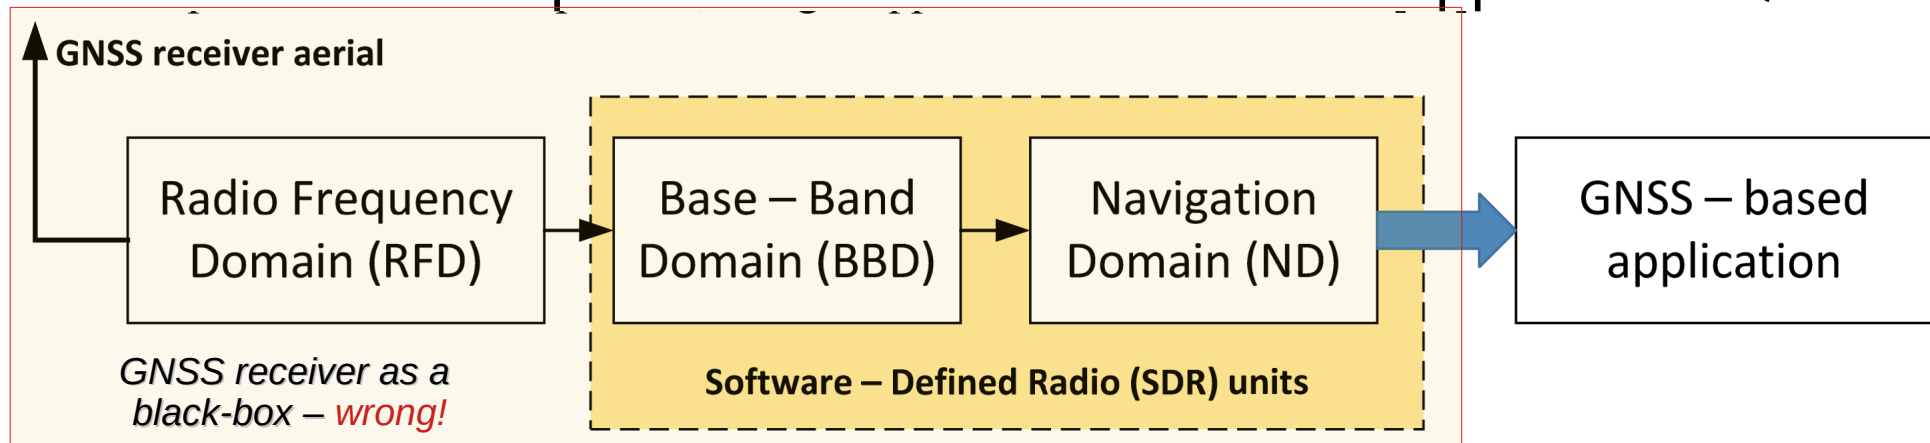 GNSS receiver aerial
Radio Frequency
Domain (RFD)
Base – Band
Domain (BBD)
Navigation
Domain (ND)
GNSS – based
application
Software – Defined Radio (SDR) units
GNSS receiver as a
black-box – wrong!